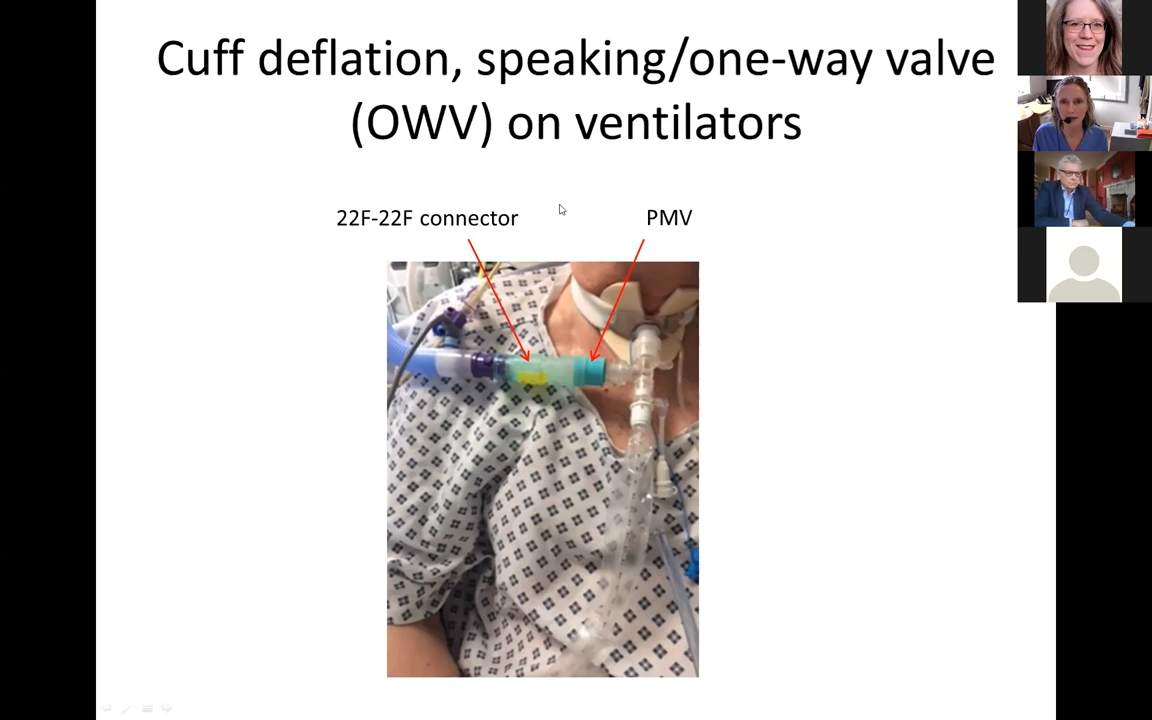 Cuff deflation, speaking/one-way valve
(OWV) on ventilators
22F-22F connector
PMV